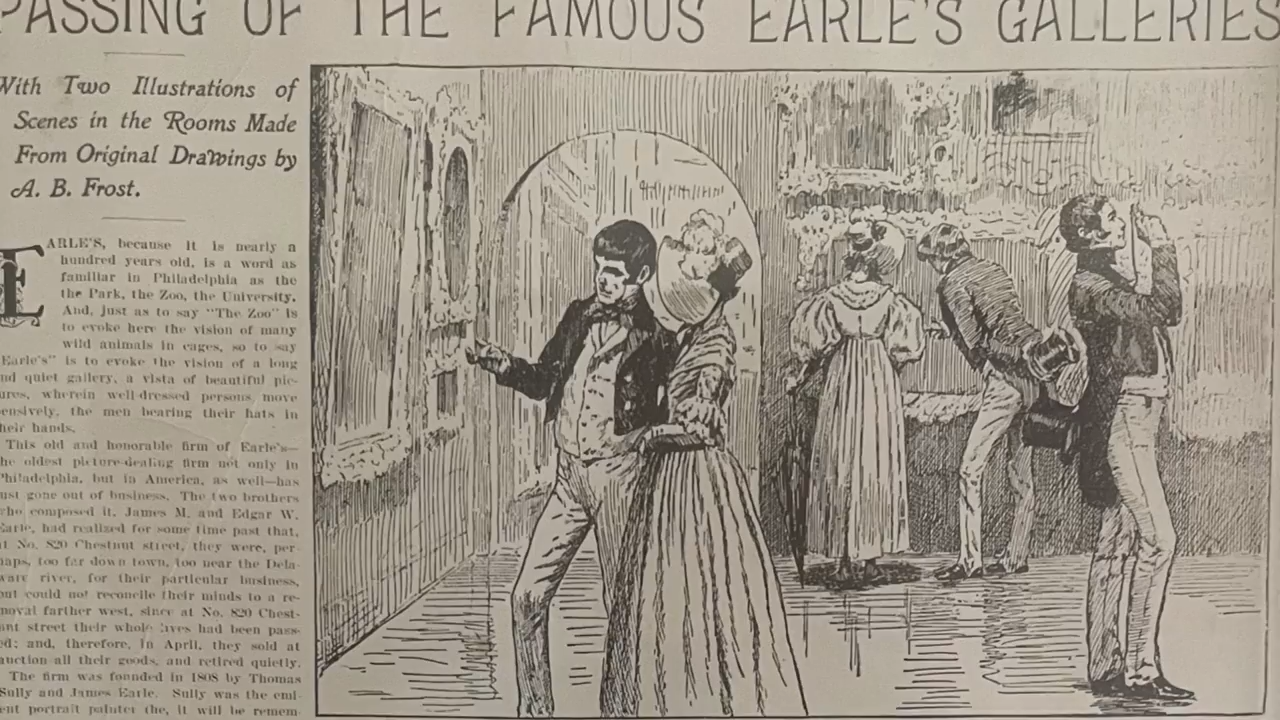 PASSING OF THE FAMOUS EARLE'S GALLERIES
With Two Illustrations of
Scenes in the Rooms Made
From Original Drawings by
A. B. Frost.
EARLE'S, because it is nearly a
hundred years old, is a word as
familiar in Philadelphia as the
the Park, the Zoo, the University.
And, just as to say "The Zoo" is
to evoke here the vision of many
wild animals in cages, so to say
Earle's" is to evoke the vision of a long
nd quiet gallery, a vista of beautiful pic-
ures, wherein well-dressed persons move
ensively, the men bearing their hats in
heir hands.
This old and honorable firm of Earle's—
he oldest picture-dealing firm not only in
Philadelphia, but in America, as well—has
ust gone out of business. The two brothers
who composed it, James M. and Edgar W.
Earle, had realized for some time past that,
at No. 820 Chestnut street, they were, per-
haps, too far down town, too near the Dela-
ware river, for their particular business,
but could not reconcile their minds to a re-
moval farther west, since at No. 820 Chest-
nut street their whole lives had been pass-
ed; and, therefore, in April, they sold at
auction all their goods, and retired quietly.
The firm was founded in 1808 by Thomas
Sully and James Earle. Sully was the emi-
ent portrait painter (he, it will be remem-